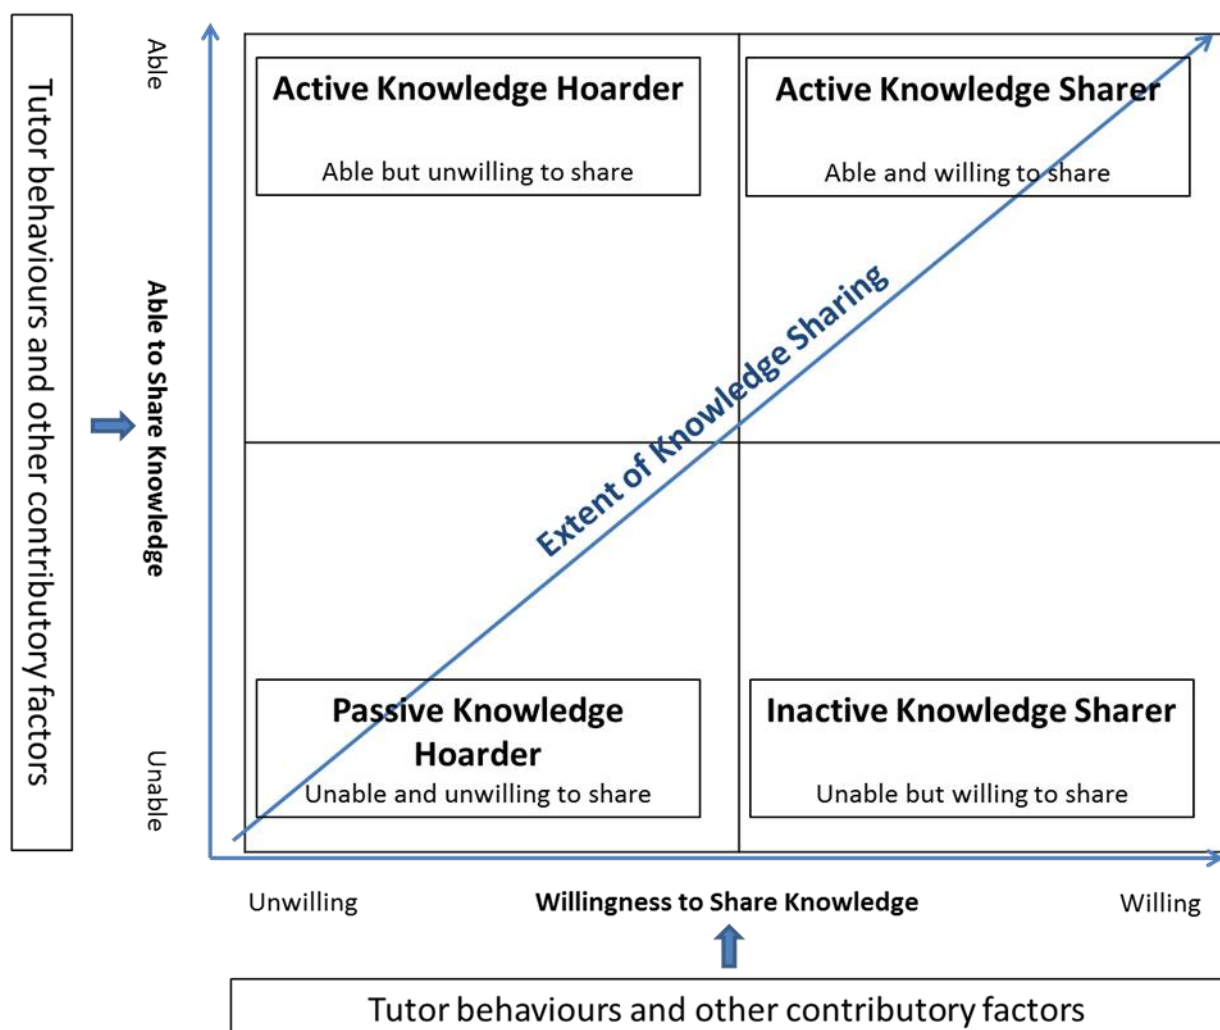 Tutor behaviours and other contributory factors
Able
Able to Share Knowledge
Unable
Active Knowledge Hoarder
Able but unwilling to share
Active Knowledge Sharer
Able and willing to share
Extent of Knowledge Sharing
Passive Knowledge
Hoarder
Unable and unwilling to share
Inactive Knowledge Sharer
Unable but willing to share
Unwilling
Willingness to Share Knowledge
Willing
Tutor behaviours and other contributory factors